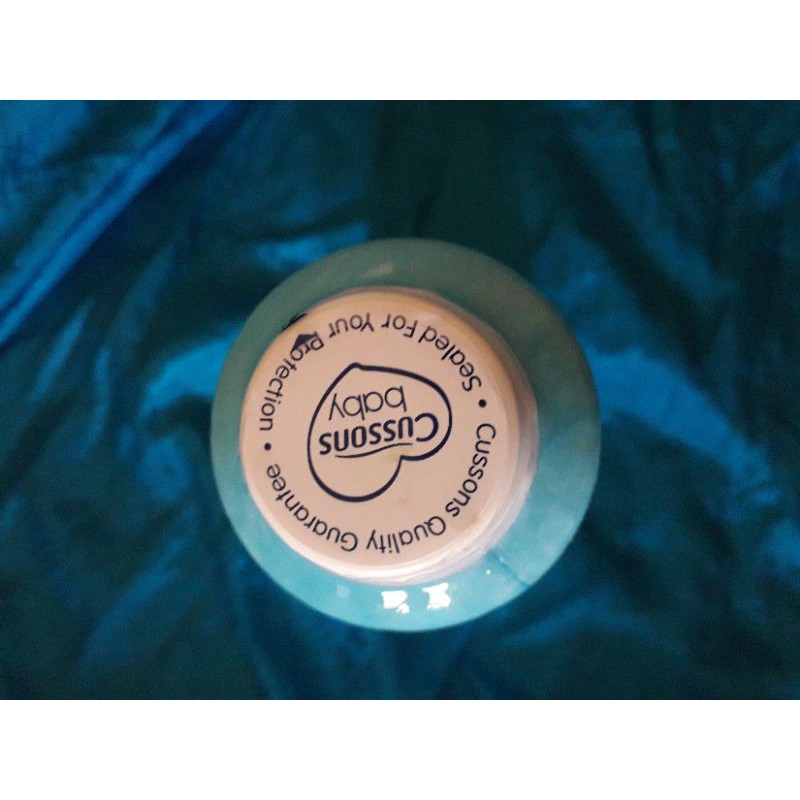 Cussons Quality Guarantee •
Sealed For Your Protection •
Cussons
baby